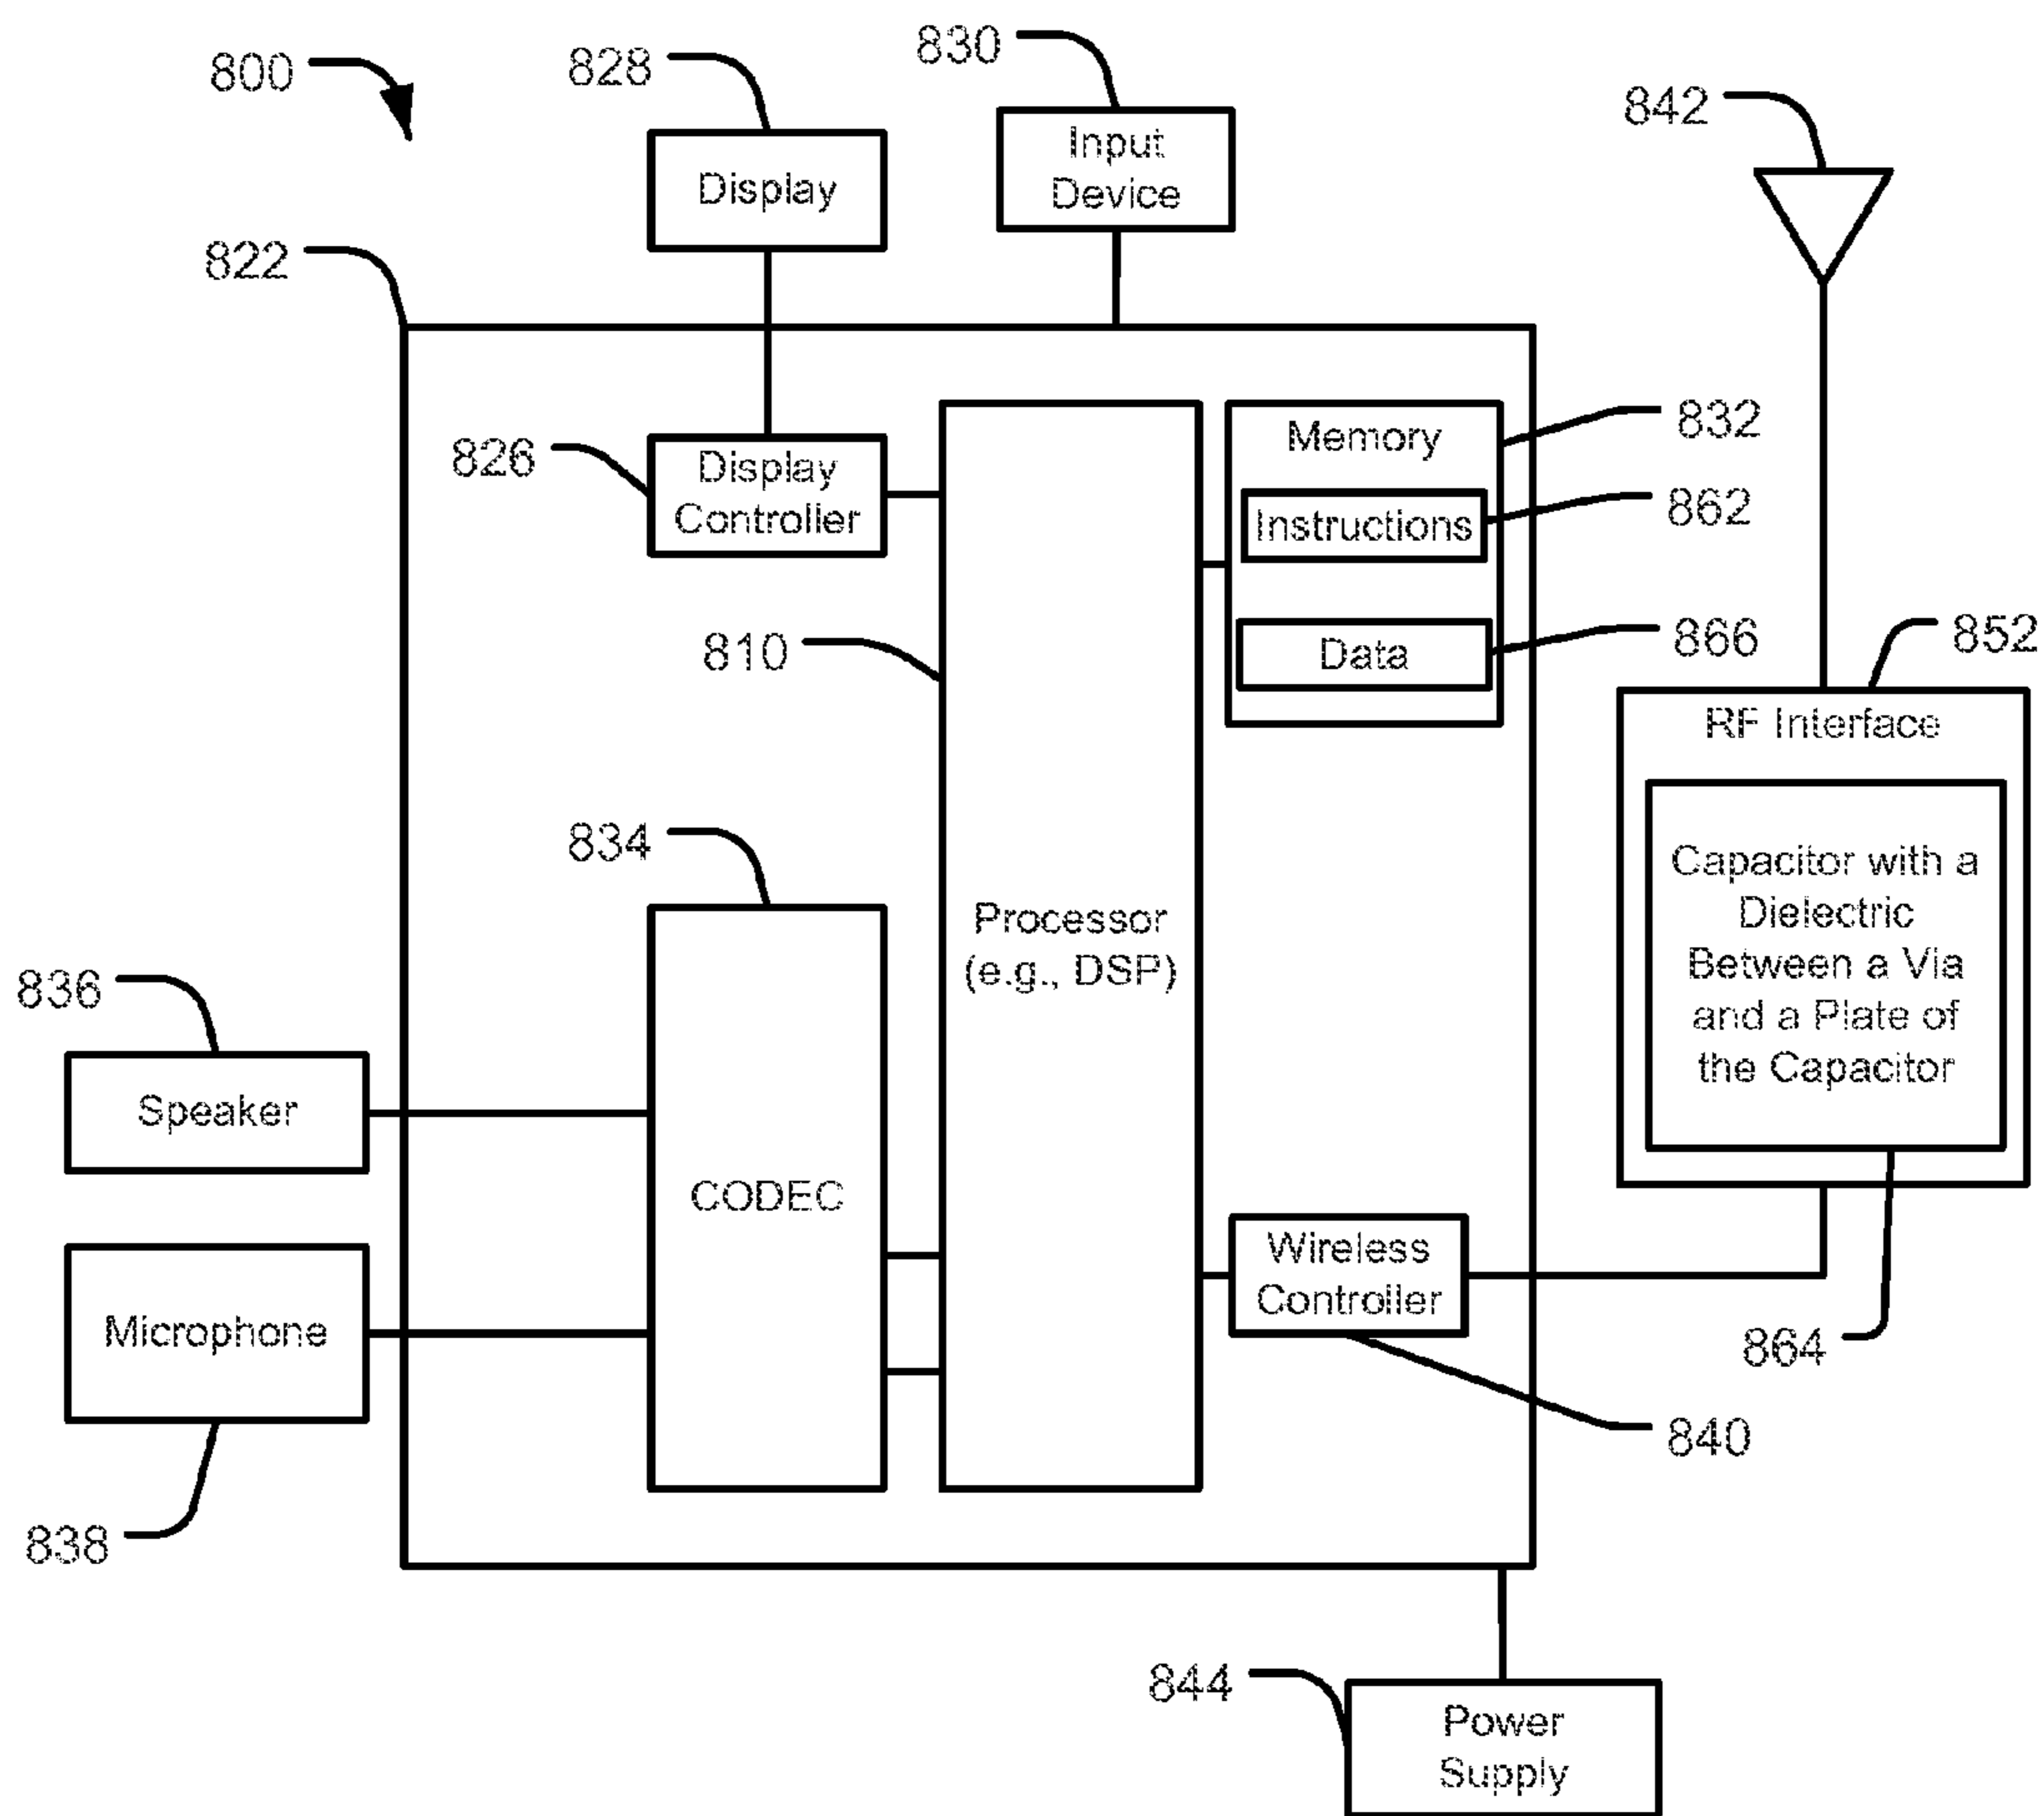 800
828
830
842
Display
Input
Device
822
826
Display
Controller
Memory
832
Instructions
862
810
Data
866
852
RF Interface
834
Processor
(e.g., DSP)
Capacitor with a
Dielectric
Between a Via
and a Plate of
the Capacitor
836
Speaker
CODEC
Wireless
Controller
Microphone
864
840
838
844
Power
Supply